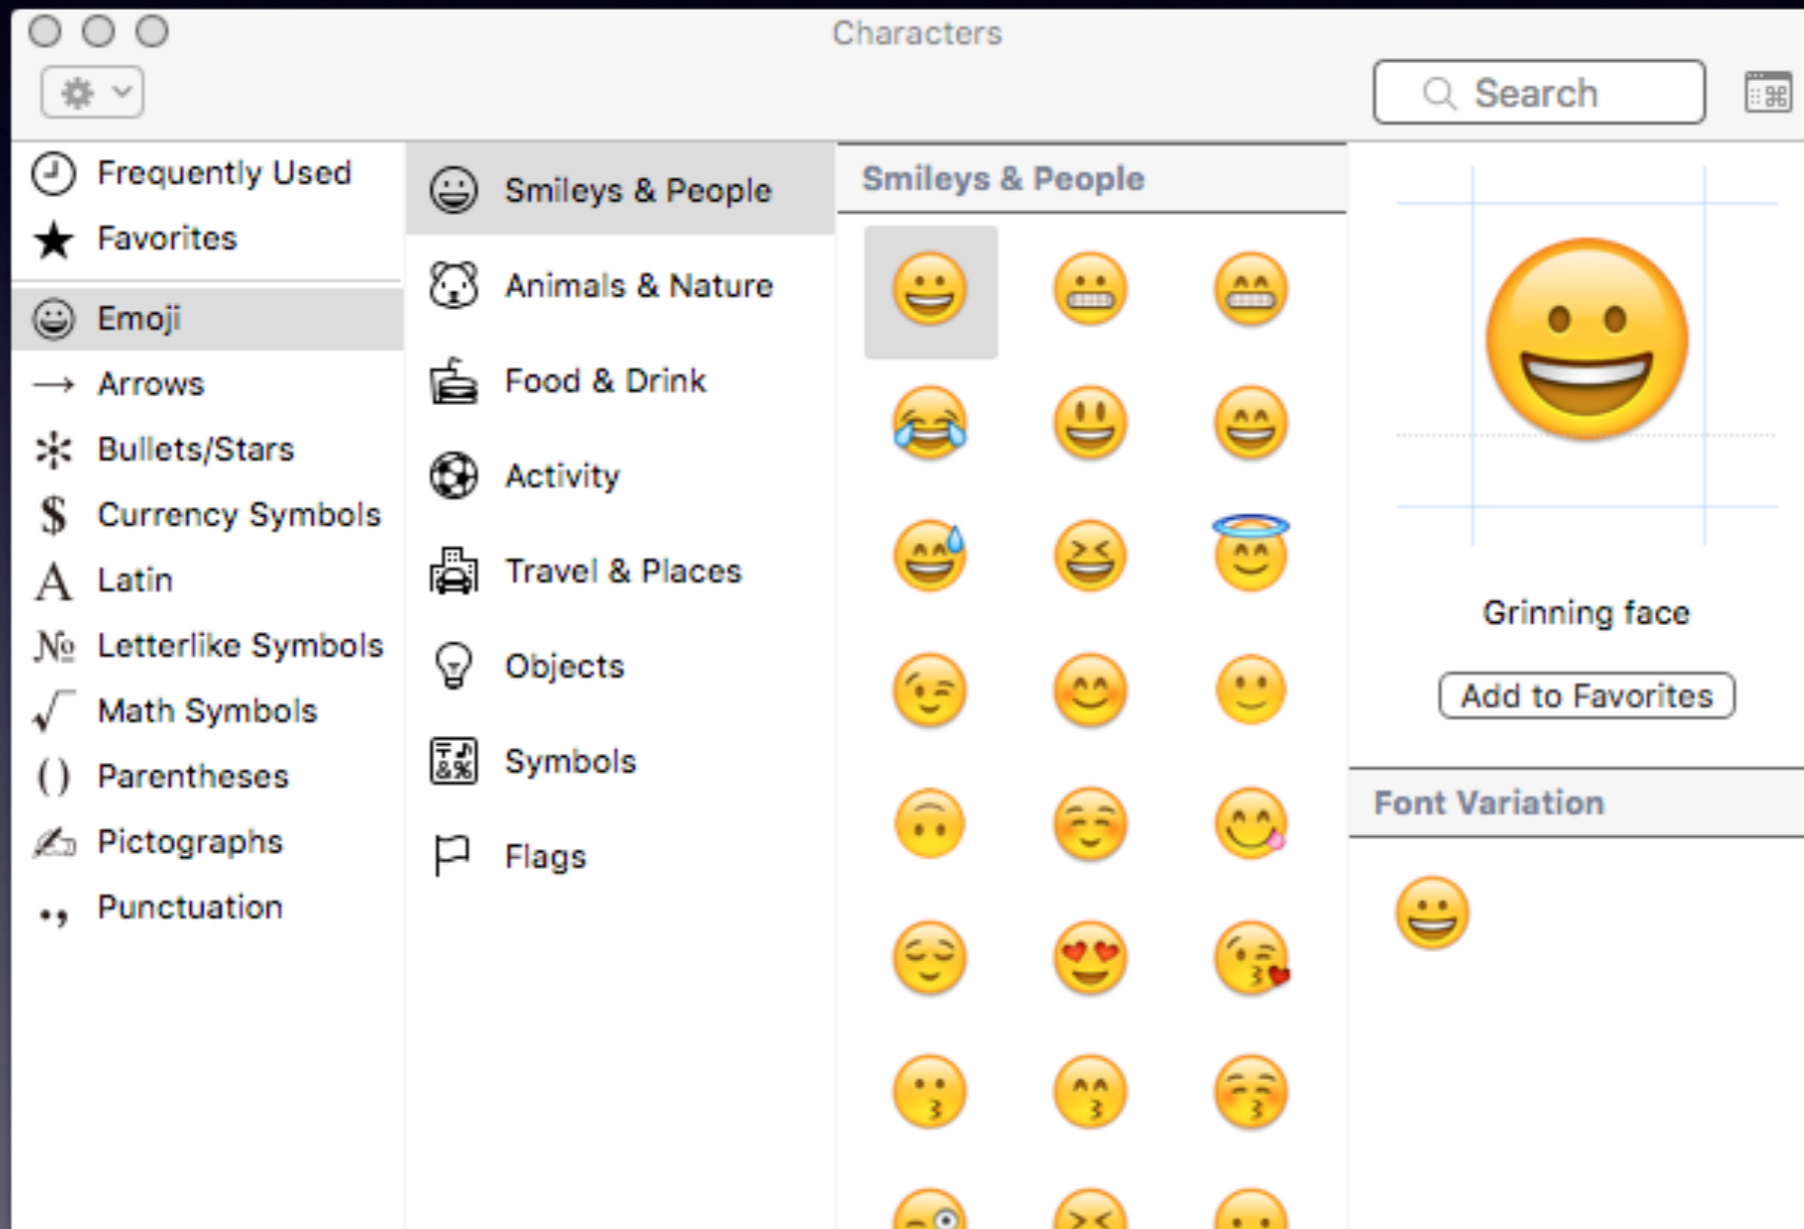 Characters
Search
Frequently Used
Favorites
Emoji
Arrows
Bullets/Stars
Currency Symbols
Latin
Letterlike Symbols
Math Symbols
Parentheses
Pictographs
Punctuation
Smileys & People
Animals & Nature
Food & Drink
Activity
Travel & Places
Objects
Symbols
Flags
Smileys & People
Grinning face
Add to Favorites
Font Variation